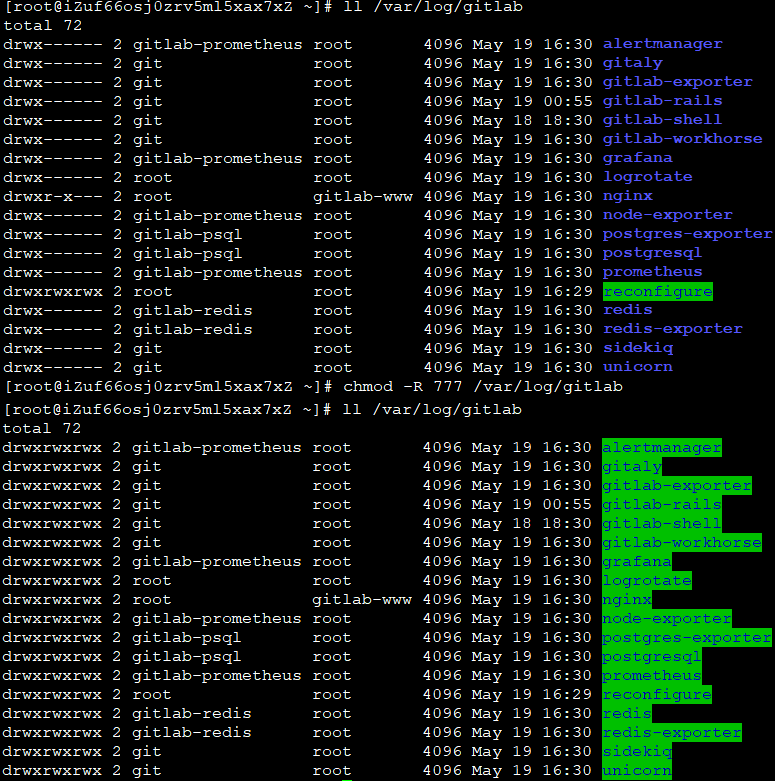 [root@iZuf66osj0zrv5ml5xax7xZ ~]# ll /var/log/gitlab
total 72
drwx------ 2 gitlab-prometheus root 4096 May 19 16:30 alertmanager
drwx------ 2 git root 4096 May 19 16:30 gitaly
drwx------ 2 git root 4096 May 19 16:30 gitlab-exporter
drwx------ 2 git root 4096 May 19 00:55 gitlab-rails
drwx------ 2 git root 4096 May 18 18:30 gitlab-shell
drwx------ 2 git root 4096 May 19 16:30 gitlab-workhorse
drwx------ 2 gitlab-prometheus root 4096 May 19 16:30 grafana
drwx------ 2 root root 4096 May 19 16:30 logrotate
drwxr-x--- 2 root gitlab-www 4096 May 19 16:30 nginx
drwx------ 2 gitlab-prometheus root 4096 May 19 16:30 node-exporter
drwx------ 2 gitlab-psql root 4096 May 19 16:30 postgres-exporter
drwx------ 2 gitlab-psql root 4096 May 19 16:30 postgresql
drwx------ 2 gitlab-prometheus root 4096 May 19 16:30 prometheus
drwxrwxrwx 2 root root 4096 May 19 16:29 reconfigure
drwx------ 2 gitlab-redis root 4096 May 19 16:30 redis
drwx------ 2 gitlab-redis root 4096 May 19 16:30 redis-exporter
drwx------ 2 git root 4096 May 19 16:30 sidekiq
drwx------ 2 git root 4096 May 19 16:30 unicorn
[root@iZuf66osj0zrv5ml5xax7xZ ~]# chmod -R 777 /var/log/gitlab
[root@iZuf66osj0zrv5ml5xax7xZ ~]# ll /var/log/gitlab
total 72
drwxrwxrwx 2 gitlab-prometheus root 4096 May 19 16:30 alertmanager
drwxrwxrwx 2 git root 4096 May 19 16:30 gitaly
drwxrwxrwx 2 git root 4096 May 19 16:30 gitlab-exporter
drwxrwxrwx 2 git root 4096 May 19 00:55 gitlab-rails
drwxrwxrwx 2 git root 4096 May 18 18:30 gitlab-shell
drwxrwxrwx 2 git root 4096 May 19 16:30 gitlab-workhorse
drwxrwxrwx 2 gitlab-prometheus root 4096 May 19 16:30 grafana
drwxrwxrwx 2 root root 4096 May 19 16:30 logrotate
drwxrwxrwx 2 root gitlab-www 4096 May 19 16:30 nginx
drwxrwxrwx 2 gitlab-prometheus root 4096 May 19 16:30 node-exporter
drwxrwxrwx 2 gitlab-psql root 4096 May 19 16:30 postgres-exporter
drwxrwxrwx 2 gitlab-psql root 4096 May 19 16:30 postgresql
drwxrwxrwx 2 gitlab-prometheus root 4096 May 19 16:30 prometheus
drwxrwxrwx 2 root root 4096 May 19 16:29 reconfigure
drwxrwxrwx 2 gitlab-redis root 4096 May 19 16:30 redis
drwxrwxrwx 2 gitlab-redis root 4096 May 19 16:30 redis-exporter
drwxrwxrwx 2 git root 4096 May 19 16:30 sidekiq
drwxrwxrwx 2 git root 4096 May 19 16:30 unicorn